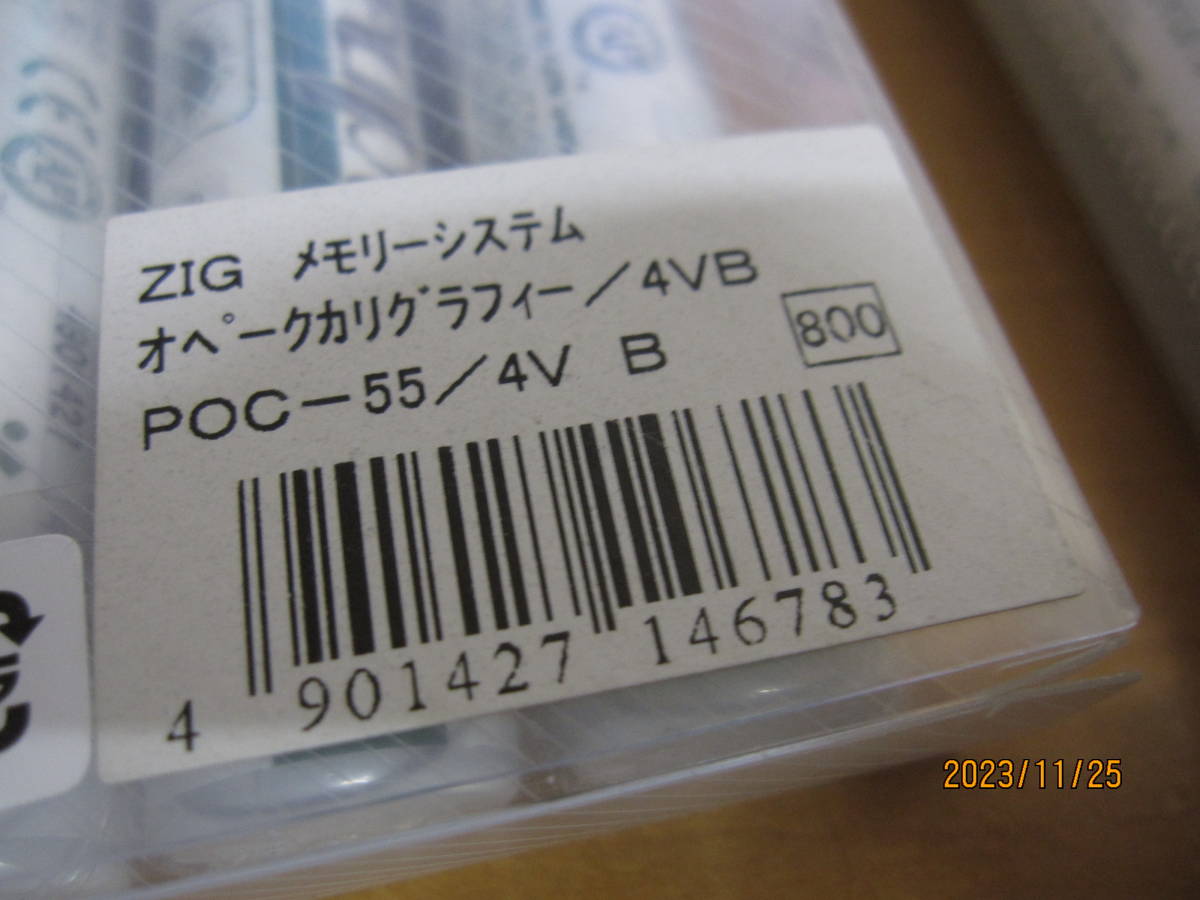 ZIG メモリーシステム
オペークカリグラフィー／4VB
POC－55／4V B
800
4 901427 146783
2023/11/25